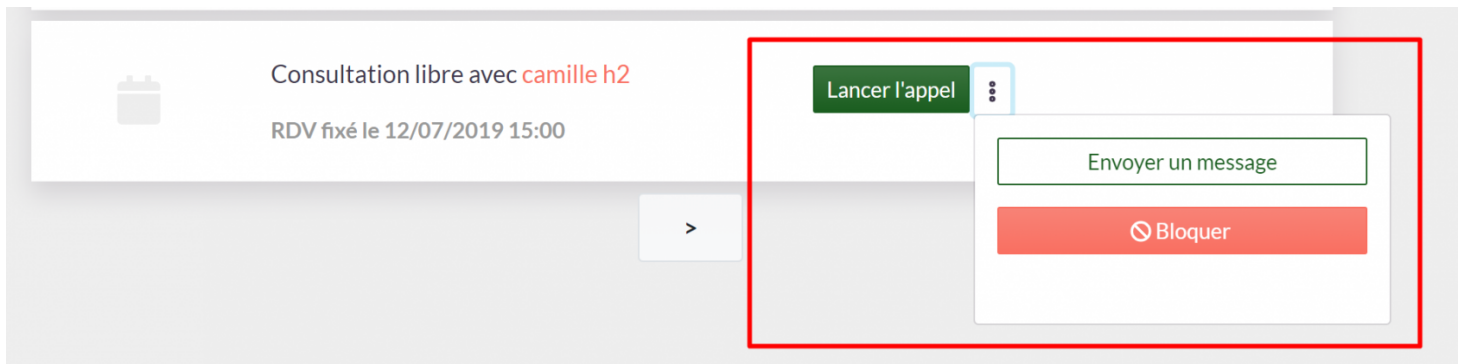 Consultation libre avec camille h2
RDV fixé le 12/07/2019 15:00
Lancer l'appel
Envoyer un message
Bloquer
>